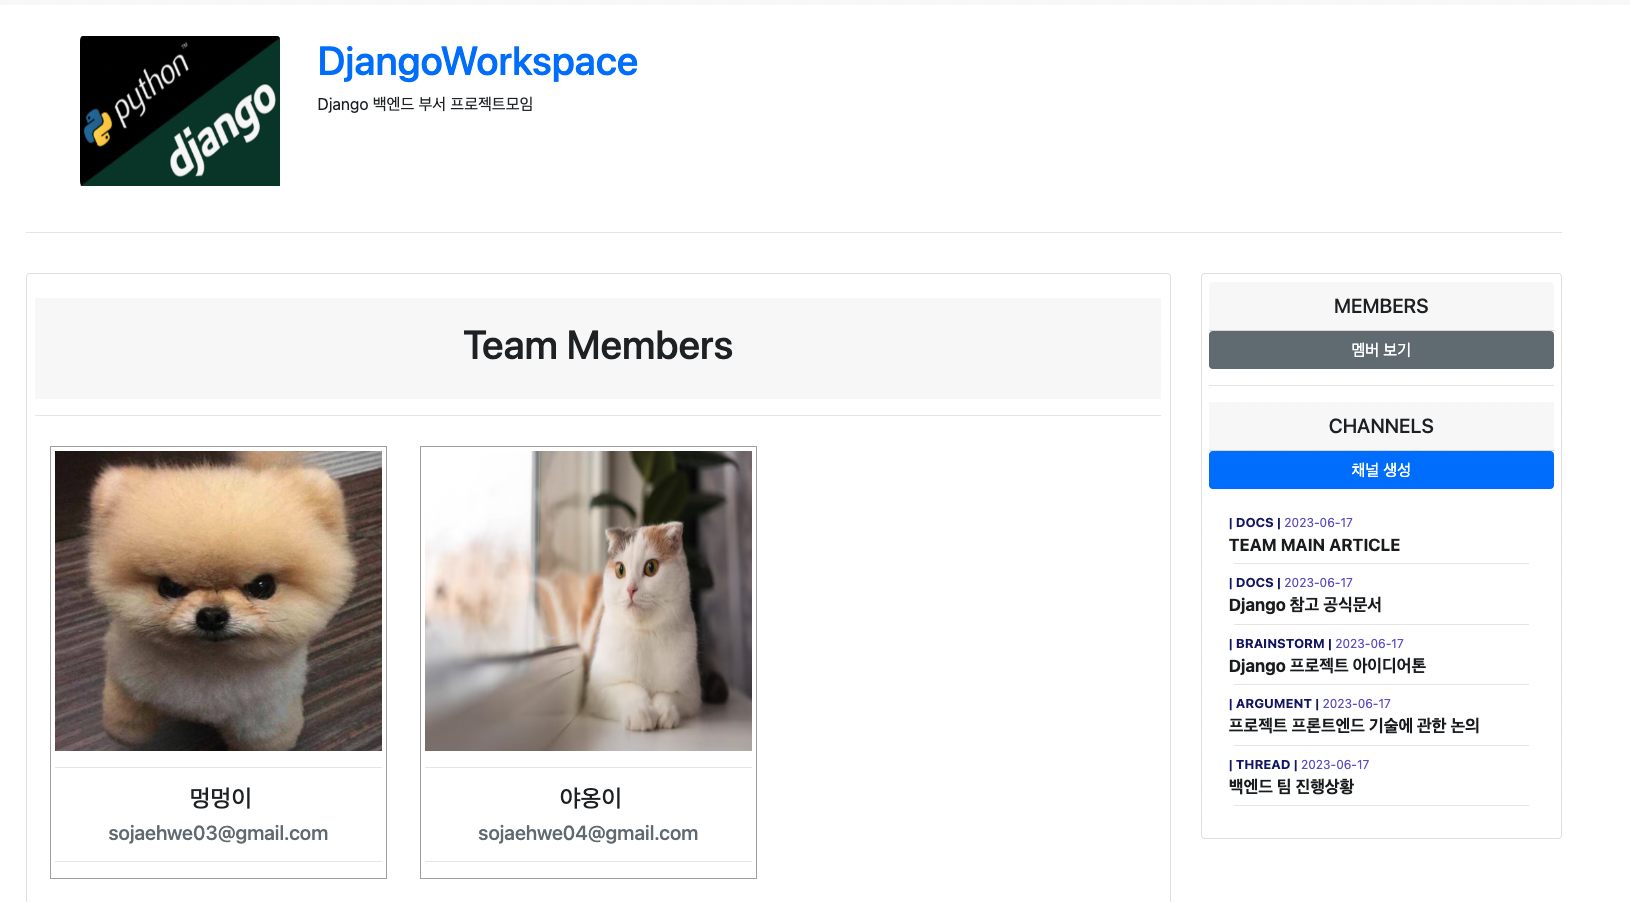 python™
django
DjangoWorkspace
Django 백엔드 부서 프로젝트모임
Team Members
멍멍이
sojaehwe03@gmail.com
야옹이
sojaehwe04@gmail.com
MEMBERS
멤버 보기
CHANNELS
채널 생성
| DOCS | 2023-06-17
TEAM MAIN ARTICLE
| DOCS | 2023-06-17
Django 참고 공식문서
| BRAINSTORM | 2023-06-17
Django 프로젝트 아이디어톤
| ARGUMENT | 2023-06-17
프로젝트 프론트엔드 기술에 관한 논의
| THREAD | 2023-06-17
백엔드 팀 진행상황